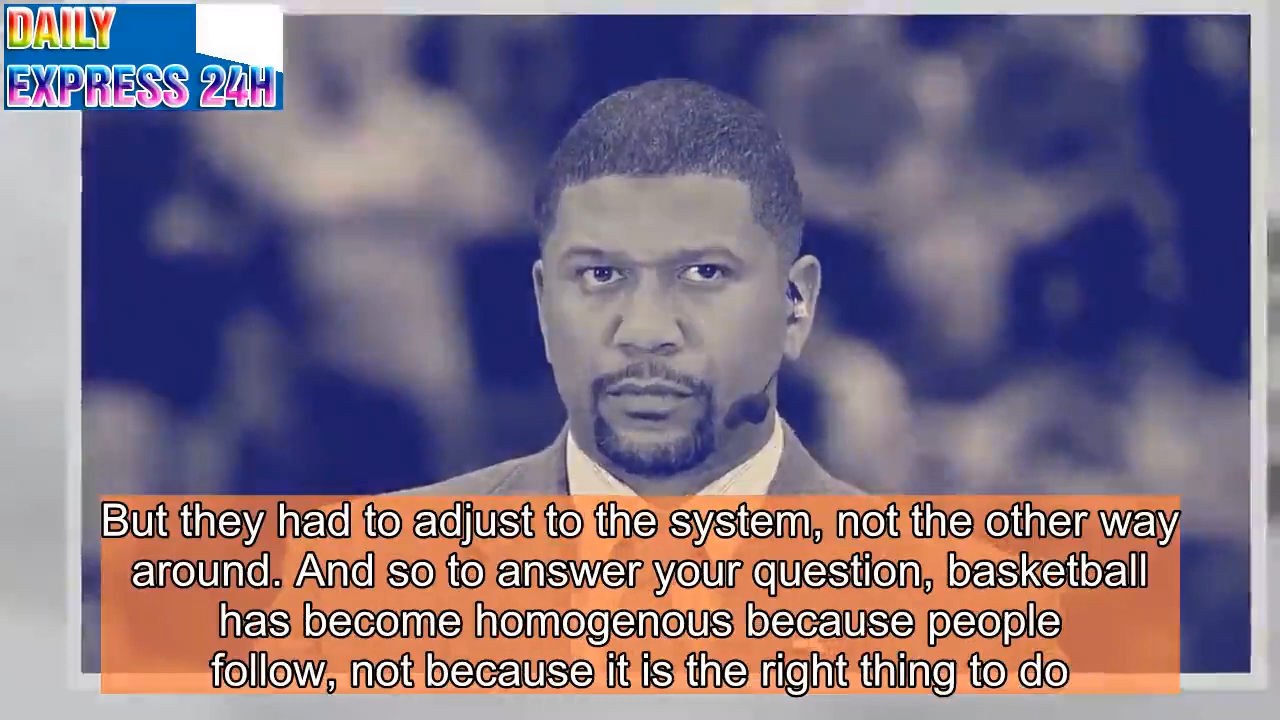 DAILY
EXPRESS 24H
But they had to adjust to the system, not the other way
around. And so to answer your question, basketball
has become homogenous because people
follow, not because it is the right thing to do